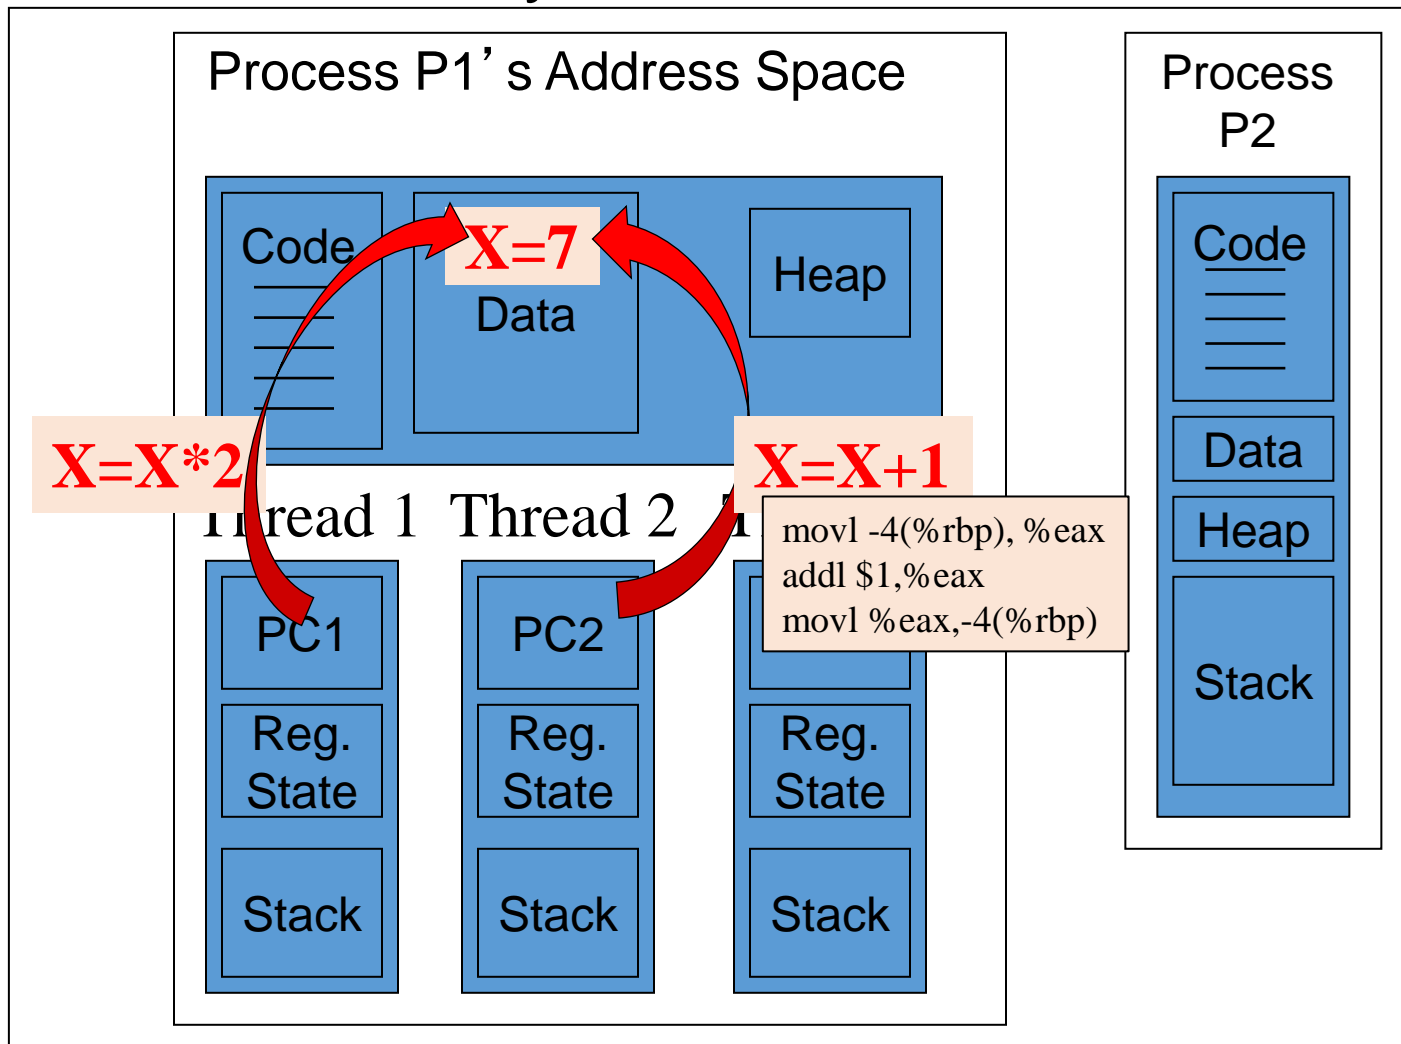 Process P1’s Address Space
Process
P2
Code
X=7
Data
Heap
Code
X=X*2
X=X+1
Data
Thread 1
Thread 2
movl -4(%rbp), %eax
addl $1,%eax
movl %eax,-4(%rbp)
Heap
PC1
PC2
Stack
Reg.
State
Reg.
State
Reg.
State
Stack
Stack
Stack